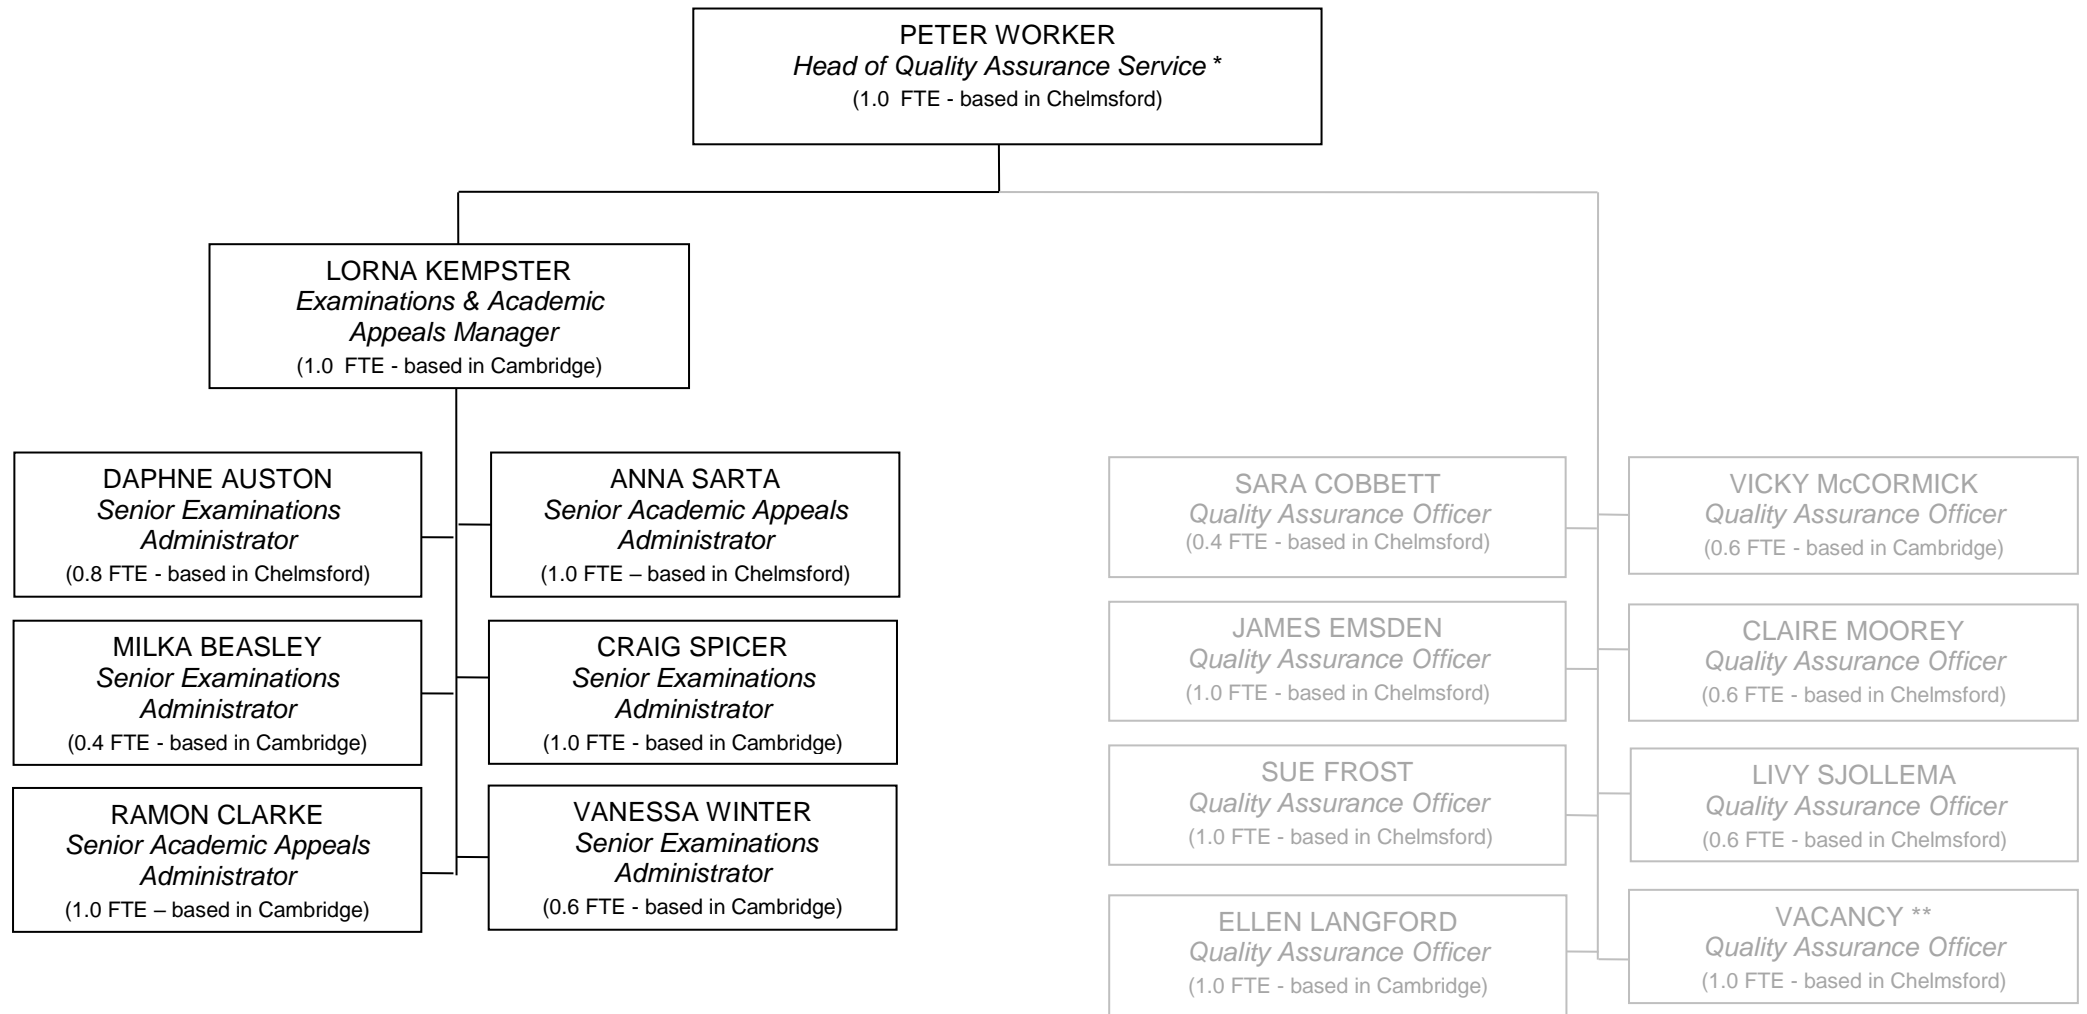 PETER WORKER
Head of Quality Assurance Service *
(1.0 FTE - based in Chelmsford)
LORNA KEMPSTER
Examinations & Academic
Appeals Manager
(1.0 FTE - based in Cambridge)
DAPHNE AUSTON
Senior Examinations
Administrator
(0.8 FTE - based in Chelmsford)
ANNA SARTA
Senior Academic Appeals
Administrator
(1.0 FTE – based in Chelmsford)
MILKA BEASLEY
Senior Examinations
Administrator
(0.4 FTE - based in Cambridge)
CRAIG SPICER
Senior Examinations
Administrator
(1.0 FTE - based in Cambridge)
RAMON CLARKE
Senior Academic Appeals
Administrator
(1.0 FTE – based in Cambridge)
VANESSA WINTER
Senior Examinations
Administrator
(0.6 FTE - based in Cambridge)
SARA COBBETT
Quality Assurance Officer
(0.4 FTE - based in Chelmsford)
VICKY McCORMICK
Quality Assurance Officer
(0.6 FTE - based in Cambridge)
JAMES EMSDEN
Quality Assurance Officer
(1.0 FTE - based in Chelmsford)
CLAIRE MOOREY
Quality Assurance Officer
(0.6 FTE - based in Chelmsford)
SUE FROST
Quality Assurance Officer
(1.0 FTE - based in Chelmsford)
LIVY SJOLLEMA
Quality Assurance Officer
(0.6 FTE - based in Chelmsford)
ELLEN LANGFORD
Quality Assurance Officer
(1.0 FTE - based in Cambridge)
VACANCY **
Quality Assurance Officer
(1.0 FTE - based in Chelmsford)